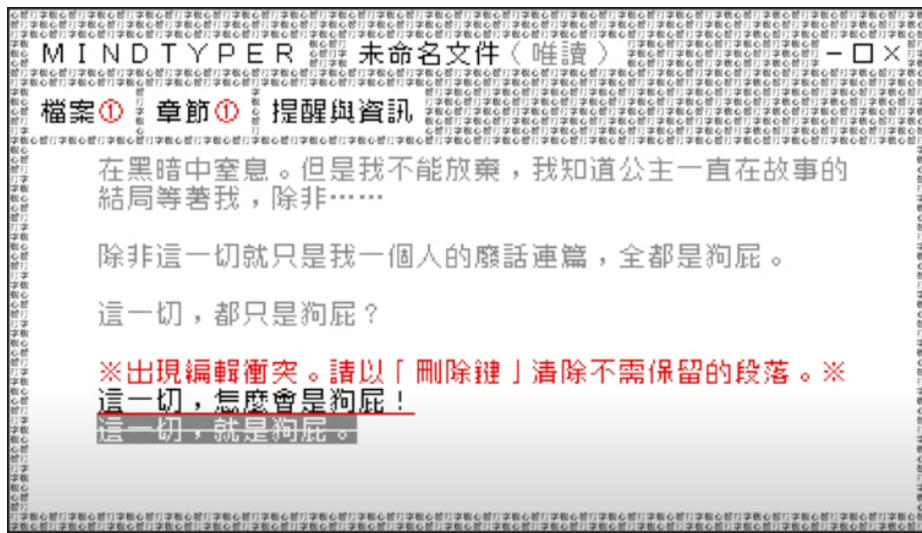 MINDTYPER 未命名文件(唯讀) －□×
檔案① 章節① 提醒與資訊
在黑暗中窒息。但是我不能放棄，我知道公主一直在故事的
結局等著我，除非⋯⋯
除非這一切就只是我一個人的廢話連篇，全都是狗屁。
這一切，都只是狗屁？
※出現編輯衝突。請以「刪除鍵」清除不需保留的段落。※
這一切，怎麼會是狗屁！
這一切，就是狗屁。